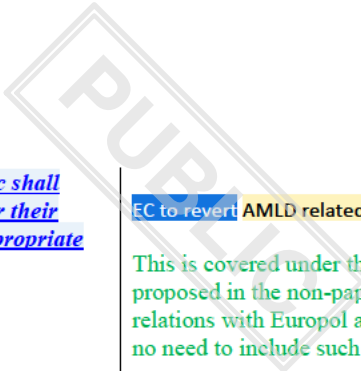 PUBLIC
c shall
r their
propriate
EC to revert AMLD related
This is covered under th
proposed in the non-pap
relations with Europol a
no need to include such